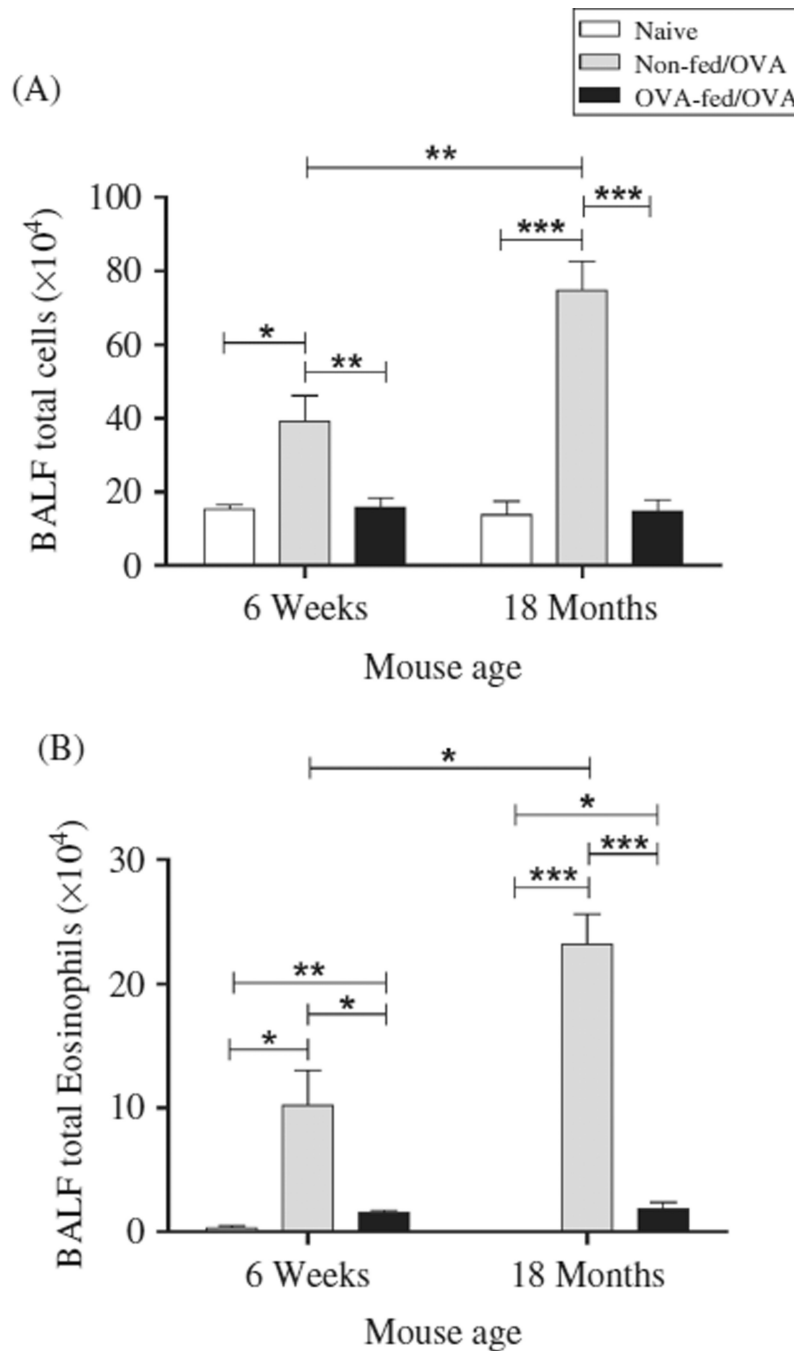 Naive
Non-fed/OVA
OVA-fed/OVA
(A)
**
***
***
*
**
100
80
60
40
20
0
BALF total cells (×10⁴)
6 Weeks
18 Months
Mouse age
(B)
*
*
***
***
**
*
*
30
20
10
0
BALF total Eosinophils (×10⁴)
6 Weeks
18 Months
Mouse age